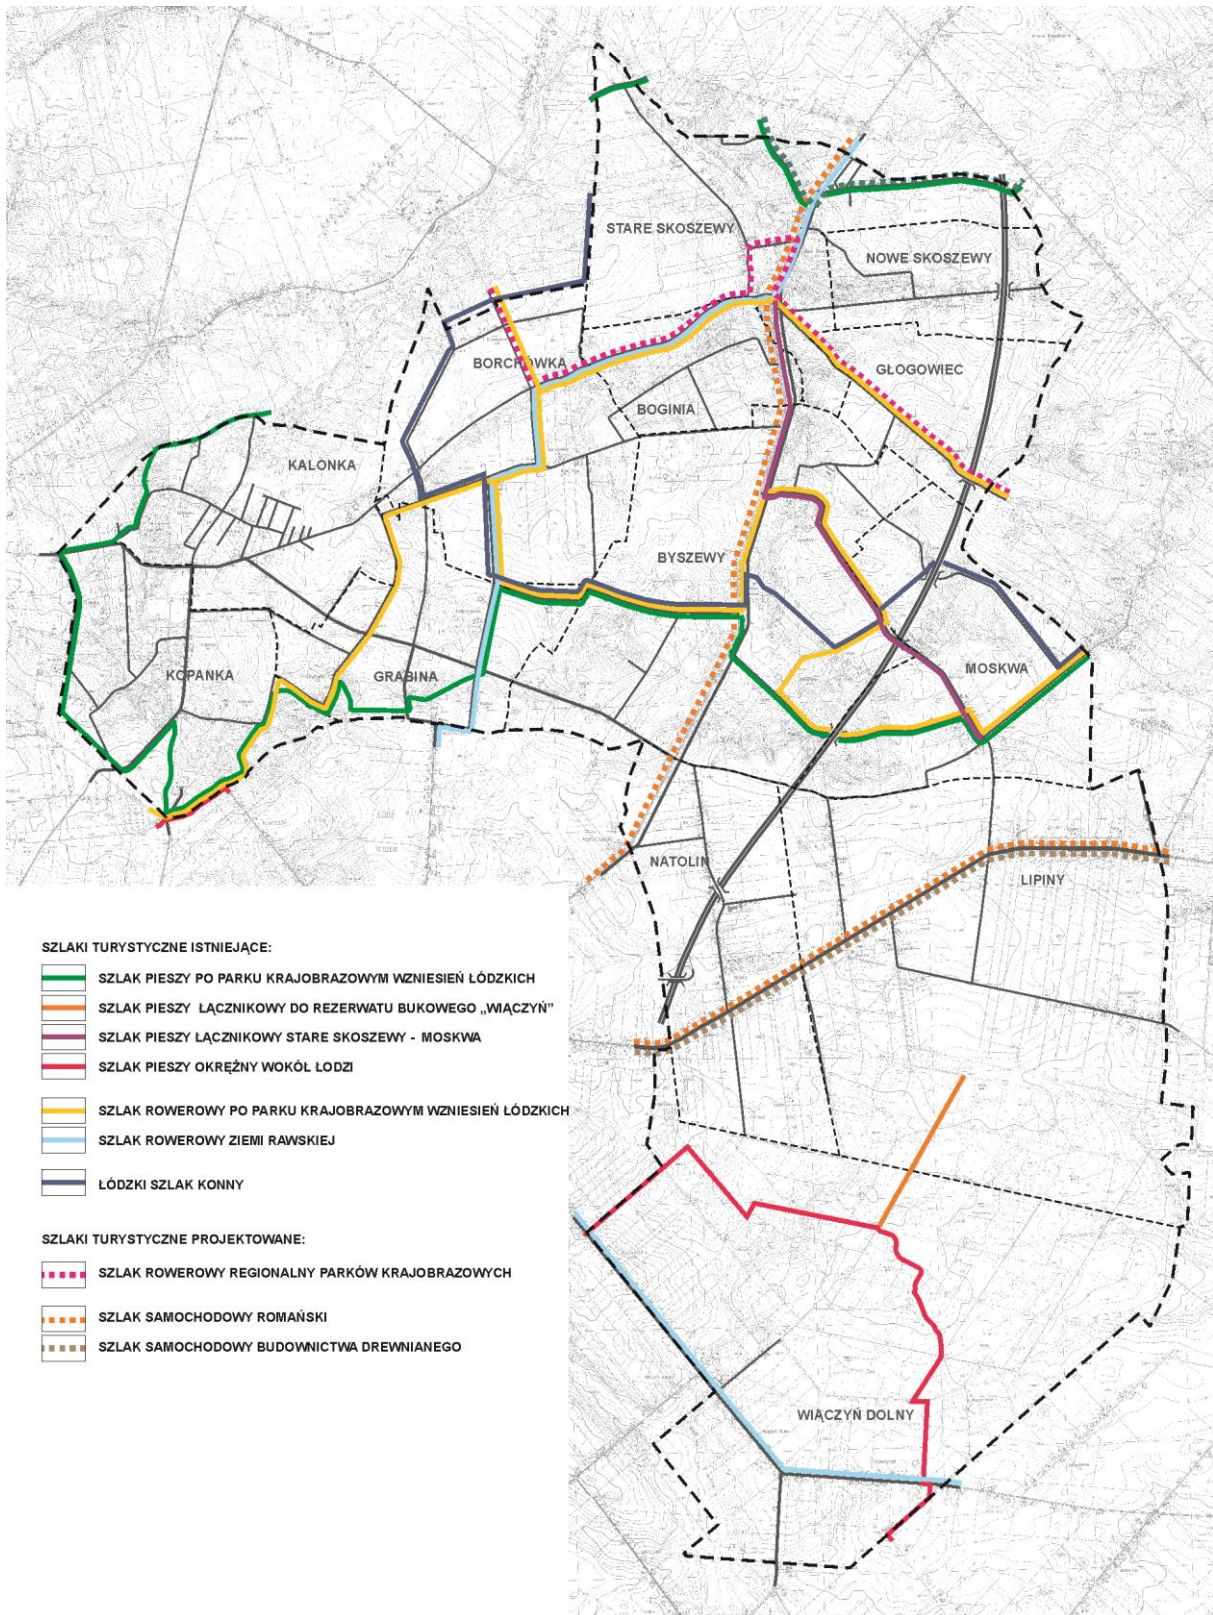 STARE SKOSZEWY
NOWE SKOSZEWY
BORCHÓWKA
GŁOGOWIEC
BOGINIA
KALONKA
BYSZEWY
KOPANKA
GRABINA
MOSKWA
NATOLIN
LIPINY
SZLAKI TURYSTYCZNE ISTNIEJĄCE:
SZLAK PIESZY PO PARKU KRAJOBRAZOWYM WZNIESIEŃ ŁÓDZKICH
SZLAK PIESZY ŁĄCZNIKOWY DO REZERWATU BUKOWEGO „WIĄCZYŃ”
SZLAK PIESZY ŁĄCZNIKOWY STARE SKOSZEWY - MOSKWA
SZLAK PIESZY OKRĘŻNY WOKÓŁ ŁODZI
SZLAK ROWEROWY PO PARKU KRAJOBRAZOWYM WZNIESIEŃ ŁÓDZKICH
SZLAK ROWEROWY ZIEMI RAWSKIEJ
ŁÓDZKI SZLAK KONNY
SZLAKI TURYSTYCZNE PROJEKTOWANE:
SZLAK ROWEROWY REGIONALNY PARKÓW KRAJOBRAZOWYCH
SZLAK SAMOCHODOWY ROMAŃSKI
SZLAK SAMOCHODOWY BUDOWNICTWA DREWNIANEGO
WIĄCZYŃ DOLNY